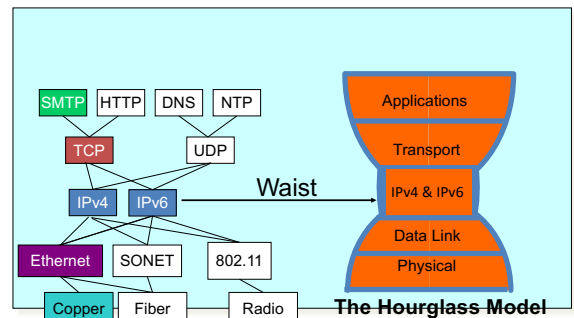 SMTP HTTP DNS NTP
TCP UDP
IPv4 IPv6
Ethernet SONET 802.11
Copper Fiber Radio
Waist
Applications
Transport
IPv4 & IPv6
Data Link
Physical
The Hourglass Model